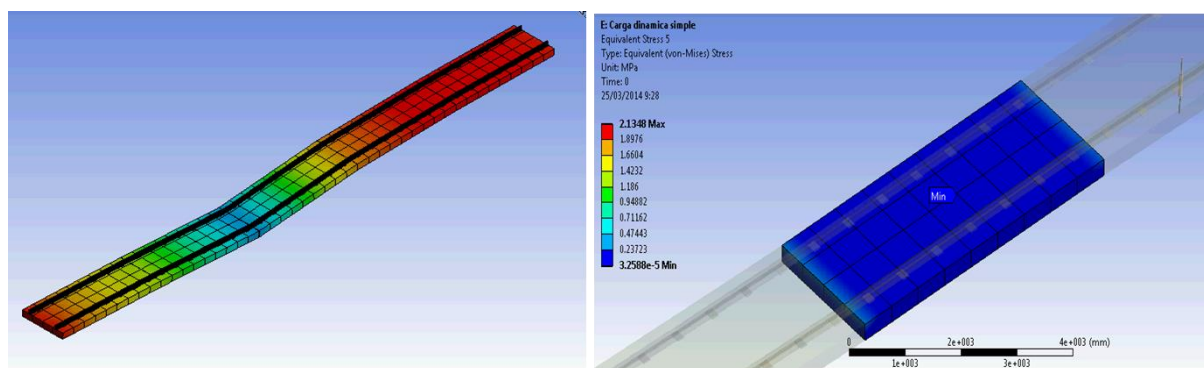 E: Carga dinamica simple
Equivalent Stress 5
Type: Equivalent (von-Mises) Stress
Unit: MPa
Time: 0
25/03/2014 9:28
2.1348 Max
1.8976
1.6604
1.4232
1.186
0.94882
0.71162
0.47443
0.23723
3.2588e-5 Min
Min
0 2e+003 4e+003 (mm)
1e+003 3e+003